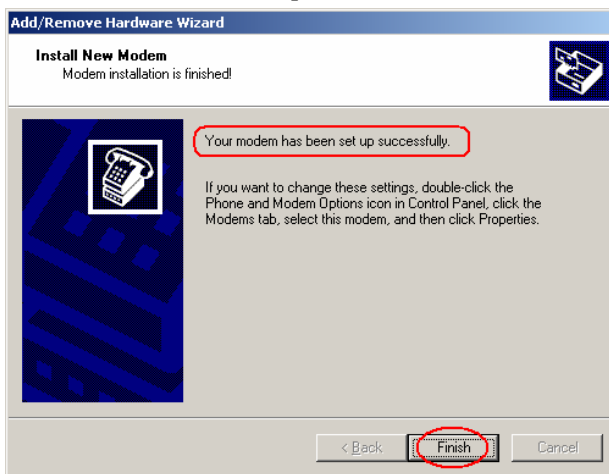 Add/Remove Hardware Wizard
Install New Modem
Modem installation is finished!
Your modem has been set up successfully.
If you want to change these settings, double-click the
Phone and Modem Options icon in Control Panel, click the
Modems tab, select this modem, and then click Properties.
< Back
Finish
Cancel